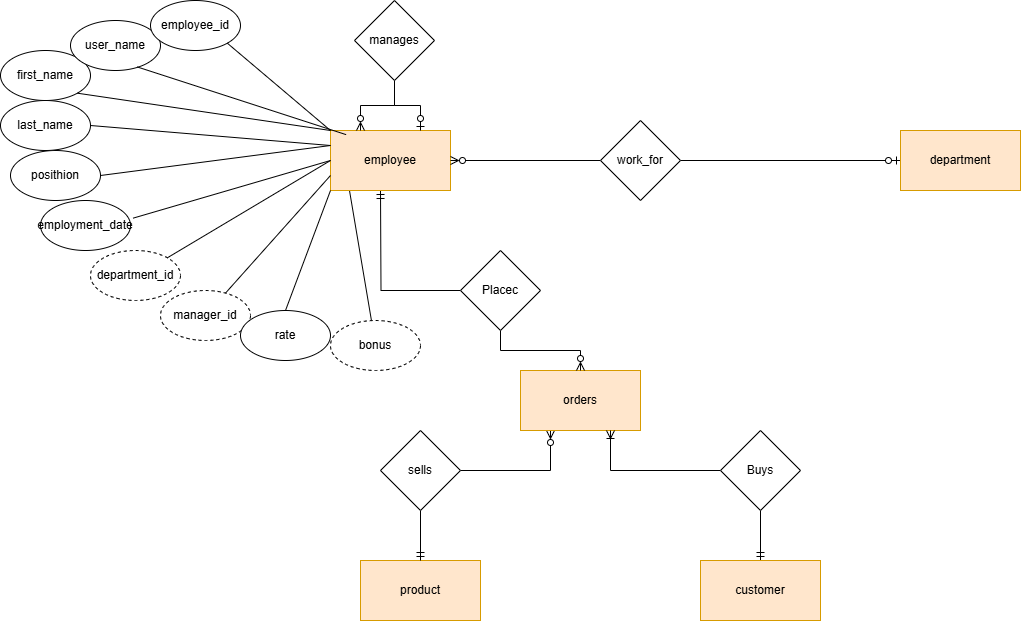 employee_id
manages
user_name
first_name
last_name
employee
work_for
department
posithion
employment_date
department_id
Placec
manager_id
rate
bonus
orders
sells
Buys
product
customer